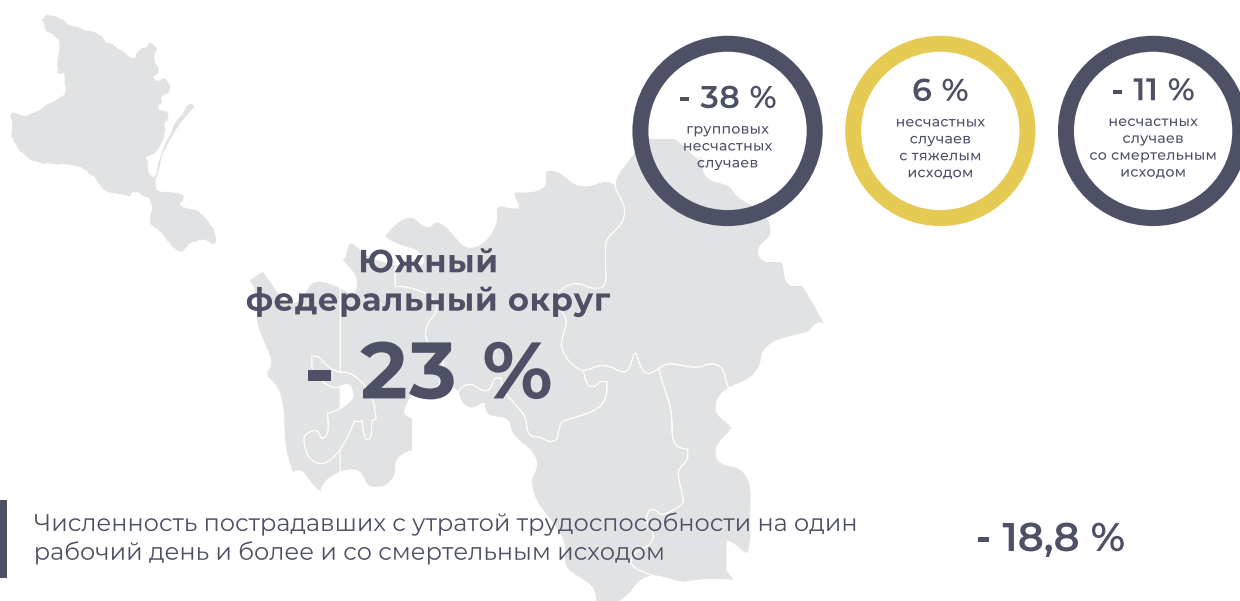 - 38 %
групповых
несчастных
случаев
6 %
несчастных
случаев
с тяжелым
исходом
- 11 %
несчастных
случаев
со смертельным
исходом
Южный
федеральный округ
- 23 %
Численность пострадавших с утратой трудоспособности на один
рабочий день и более и со смертельным исходом
- 18,8 %